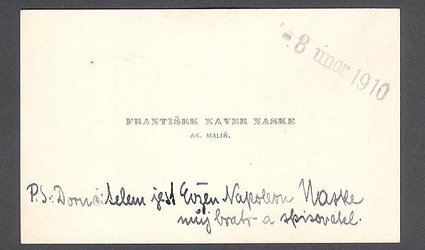 8 únor 1910
FRANTIŠEK XAVER NASKE
AK. MALÍŘ.
P.S: Doručitelem jest Evžen Napoleon Naske
můj bratr a spisovatel.